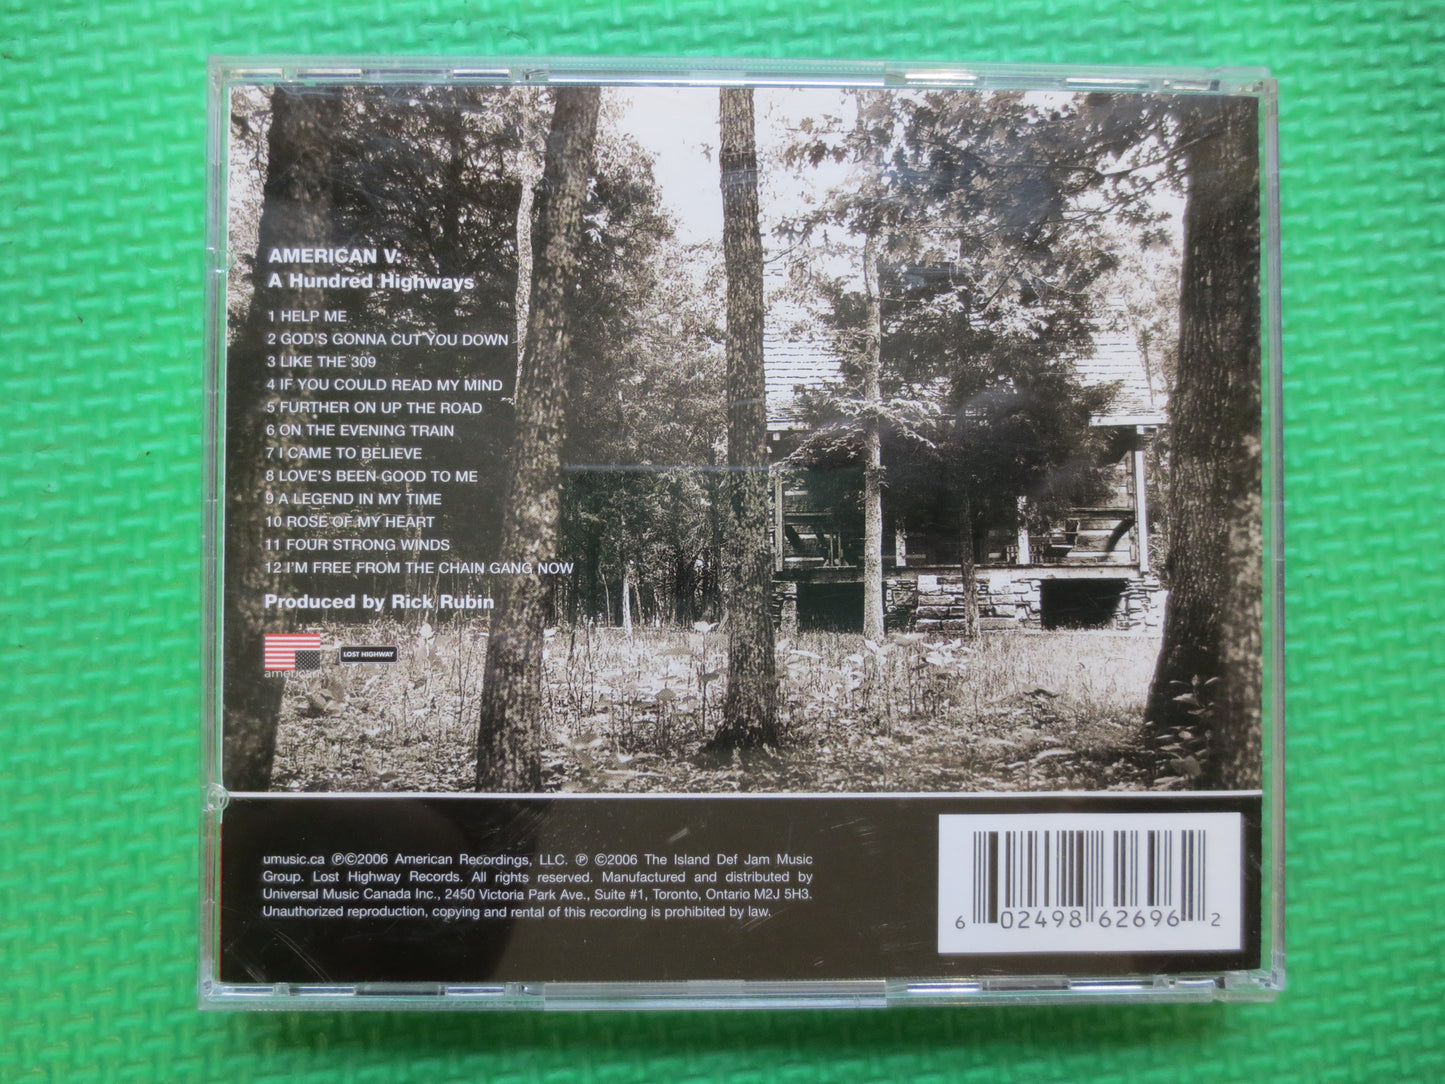 AMERICAN V:
A Hundred Highways
1 HELP ME
2 GOD'S GONNA CUT YOU DOWN
3 LIKE THE 309
4 IF YOU COULD READ MY MIND
5 FURTHER ON UP THE ROAD
6 ON THE EVENING TRAIN
7 I CAME TO BELIEVE
8 LOVE'S BEEN GOOD TO ME
9 A LEGEND IN MY TIME
10 ROSE OF MY HEART
11 FOUR STRONG WINDS
12 I'M FREE FROM THE CHAIN GANG NOW
Produced by Rick Rubin
LOST HIGHWAY
american
umusic.ca ℗©2006 American Recordings, LLC. ℗ ©2006 The Island Def Jam Music
Group. Lost Highway Records. All rights reserved. Manufactured and distributed by
Universal Music Canada Inc., 2450 Victoria Park Ave., Suite #1, Toronto, Ontario M2J 5H3.
Unauthorized reproduction, copying and rental of this recording is prohibited by law.
6 02498 62696 2